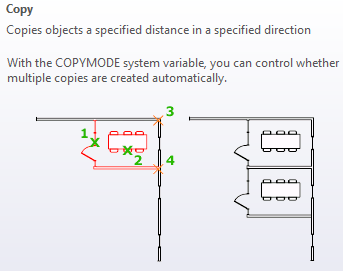 Copy
Copies objects a specified distance in a specified direction
With the COPYMODE system variable, you can control whether
multiple copies are created automatically.
3
1
2
4